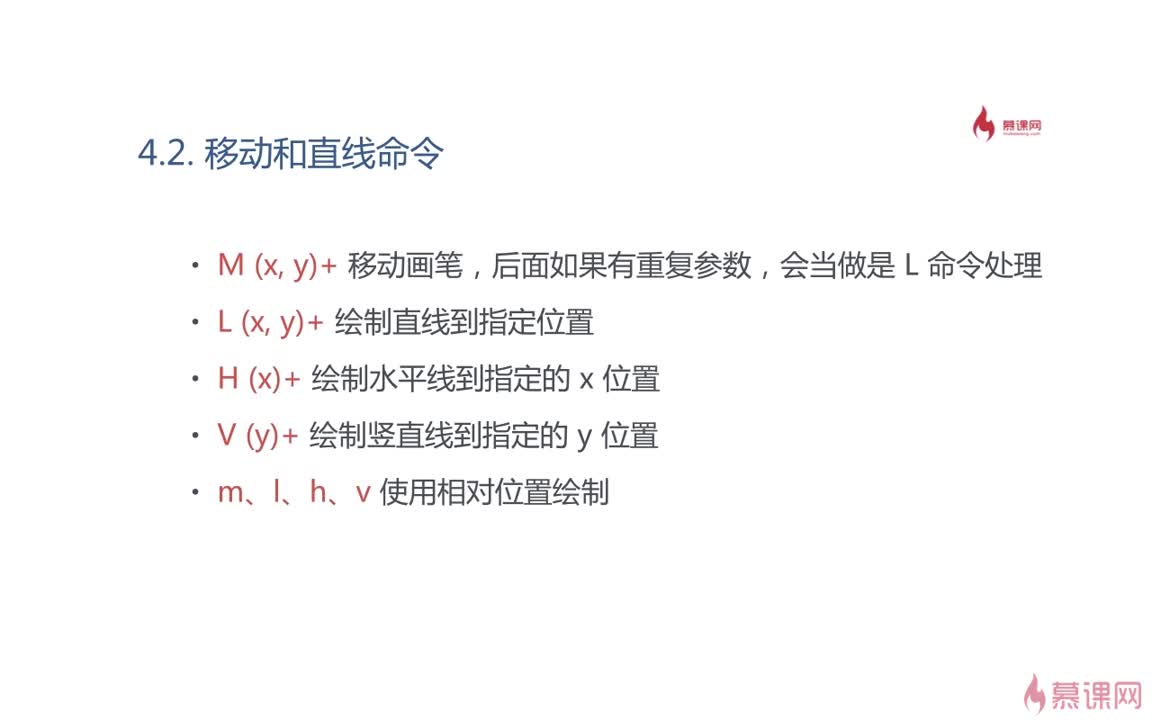 慕课网
4.2. 移动和直线命令
• M (x, y)+ 移动画笔，后面如果有重复参数，会当做是 L 命令处理
• L (x, y)+ 绘制直线到指定位置
• H (x)+ 绘制水平线到指定的 x 位置
• V (y)+ 绘制竖直线到指定的 y 位置
• m、l、h、v 使用相对位置绘制
慕课网